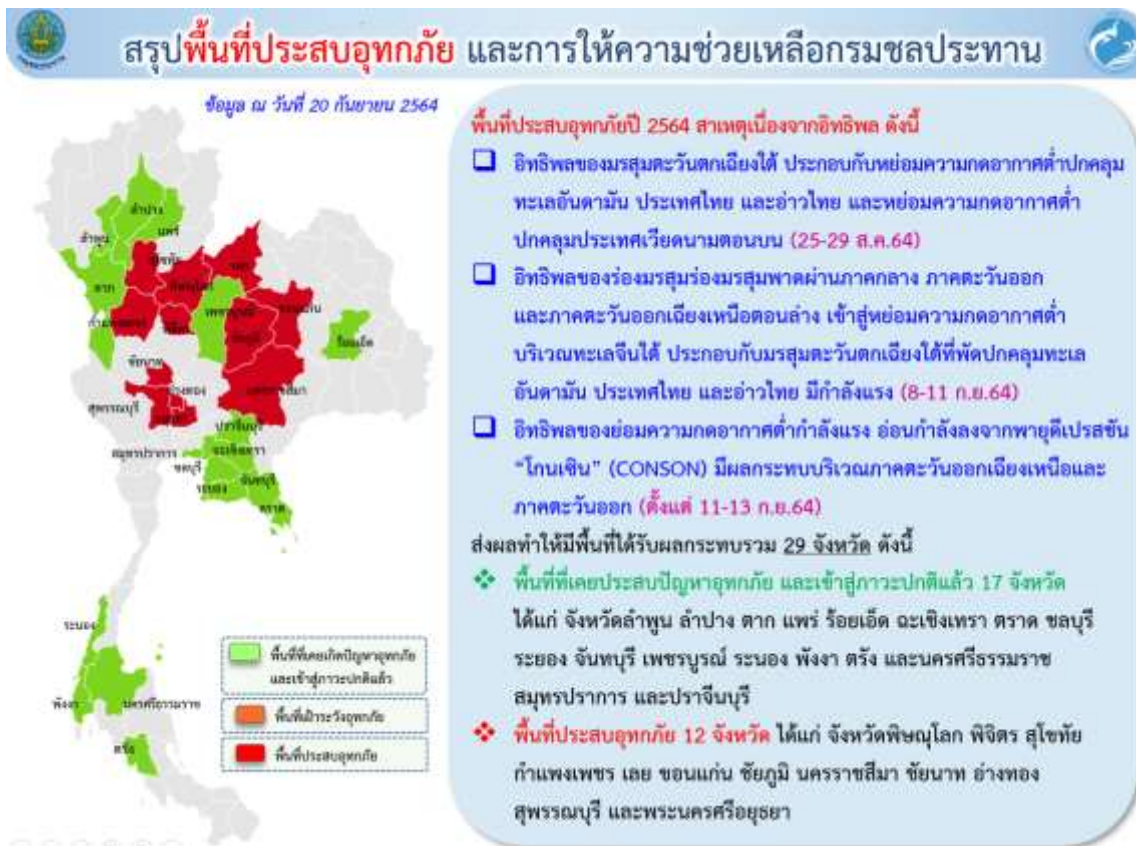 สรุปพื้นที่ประสบอุทกภัย และการให้ความช่วยเหลือกรมชลประทาน
ข้อมูล ณ วันที่ 20 กันยายน 2564
พื้นที่ประสบอุทกภัยปี 2564 สาเหตุเนื่องจากอิทธิพล ดังนี้
อิทธิพลของมรสุมตะวันตกเฉียงใต้ ประกอบกับหย่อมความกดอากาศต่ำปกคลุม
ทะเลอันดามัน ประเทศไทย และอ่าวไทย และหย่อมความกดอากาศต่ำ
ปกคลุมประเทศเวียดนามตอนบน (25-29 ส.ค.64)
อิทธิพลของร่องมรสุมร่องมรสุมพาดผ่านภาคกลาง ภาคตะวันออก
และภาคตะวันออกเฉียงเหนือตอนล่าง เข้าสู่หย่อมความกดอากาศต่ำ
บริเวณทะเลจีนใต้ ประกอบกับมรสุมตะวันตกเฉียงใต้ที่พัดปกคลุมทะเล
อันดามัน ประเทศไทย และอ่าวไทย มีกำลังแรง (8-11 ก.ย.64)
อิทธิพลของย่อมความกดอากาศต่ำกำลังแรง อ่อนกำลังลงจากพายุดีเปรสชัน
“โกนเซิน” (CONSON) มีผลกระทบบริเวณภาคตะวันออกเฉียงเหนือและ
ภาคตะวันออก (ตั้งแต่ 11-13 ก.ย.64)
ส่งผลทำให้มีพื้นที่ได้รับผลกระทบรวม 29 จังหวัด ดังนี้
พื้นที่ที่เคยประสบปัญหาอุทกภัย และเข้าสู่ภาวะปกติแล้ว 17 จังหวัด
ได้แก่ จังหวัดลำพูน ลำปาง ตาก แพร่ ร้อยเอ็ด ฉะเชิงเทรา ตราด ชลบุรี
ระยอง จันทบุรี เพชรบูรณ์ ระนอง พังงา ตรัง และนครศรีธรรมราช
สมุทรปราการ และปราจีนบุรี
พื้นที่ประสบอุทกภัย 12 จังหวัด ได้แก่ จังหวัดพิษณุโลก พิจิตร สุโขทัย
กำแพงเพชร เลย ขอนแก่น ชัยภูมิ นครราชสีมา ชัยนาท อ่างทอง
สุพรรณบุรี และพระนครศรีอยุธยา
ลำปาง
แพร่
ลำพูน
ตาก
เพชรบูรณ์
ร้อยเอ็ด
ชัยนาท
อ่างทอง
สุพรรณบุรี
ปราจีนบุรี
สมุทรปราการ
ฉะเชิงเทรา
ชลบุรี
จันทบุรี
ระยอง
ตราด
ระนอง
พังงา
นครศรีธรรมราช
ตรัง
พื้นที่ที่เคยเกิดปัญหาอุทกภัย
และเข้าสู่ภาวะปกติแล้ว
พื้นที่เฝ้าระวังอุทกภัย
พื้นที่ประสบอุทกภัย